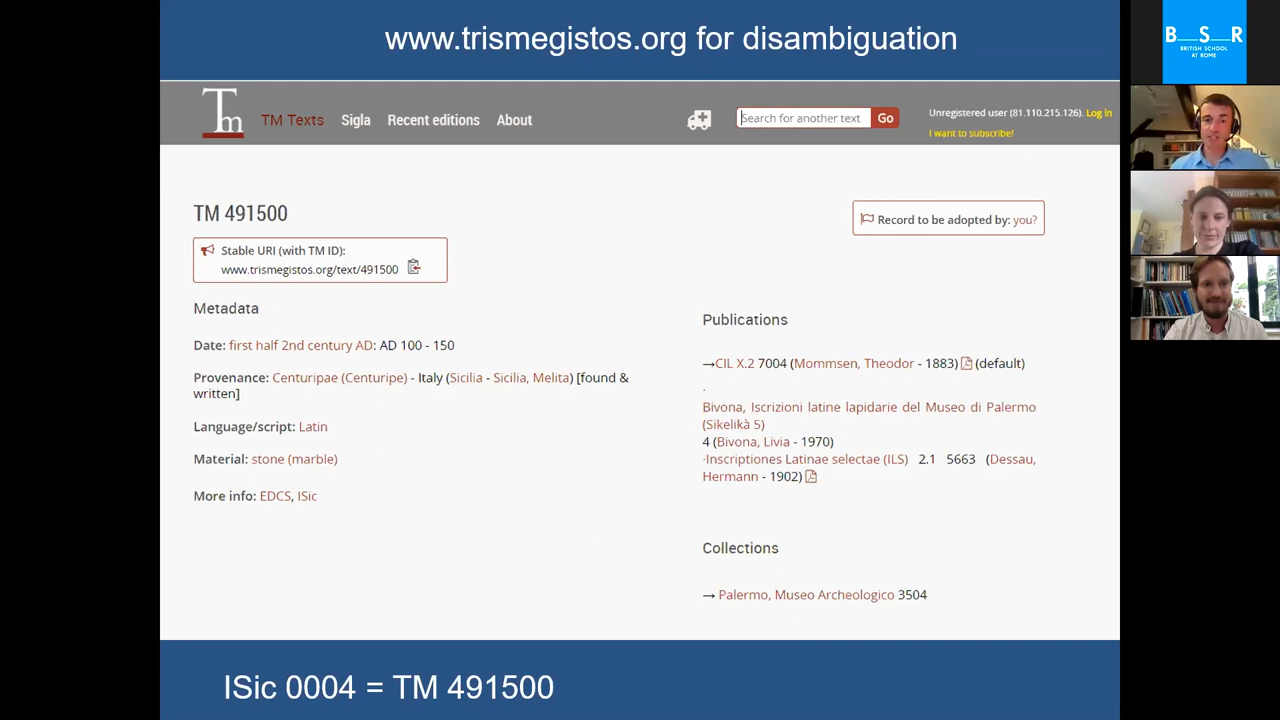 www.trismegistos.org for disambiguation
B__S__R
BRITISH SCHOOL
AT ROME
Tm
TM Texts Sigla Recent editions About
Search for another text Go
Unregistered user (81.110.215.126). Log In
I want to subscribe!
TM 491500
Record to be adopted by: you?
Stable URI (with TM ID):
www.trismegistos.org/text/491500
Metadata
Date: first half 2nd century AD: AD 100 - 150
Provenance: Centuripae (Centuripe) - Italy (Sicilia - Sicilia, Melita) [found &
written]
Language/script: Latin
Material: stone (marble)
More info: EDCS, ISic
Publications
→CIL X.2 7004 (Mommsen, Theodor - 1883) (default)
·
Bivona, Iscrizioni latine lapidarie del Museo di Palermo
(Sikelikà 5)
4 (Bivona, Livia - 1970)
·Inscriptiones Latinae selectae (ILS) 2.1 5663 (Dessau,
Hermann - 1902)
Collections
→ Palermo, Museo Archeologico 3504
ISic 0004 = TM 491500